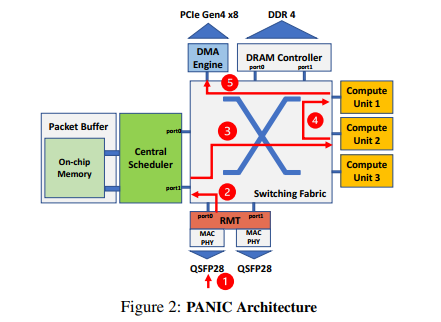 PCIe Gen4 x8
DDR 4
DMA
Engine
DRAM Controller
port0
port1
5
Compute
Unit 1
Packet Buffer
On-chip
Memory
Central
Scheduler
port0
port1
3
4
Compute
Unit 2
Compute
Unit 3
2
Switching Fabric
port0
port1
RMT
MAC
PHY
MAC
PHY
QSFP28
QSFP28
1
Figure 2: PANIC Architecture